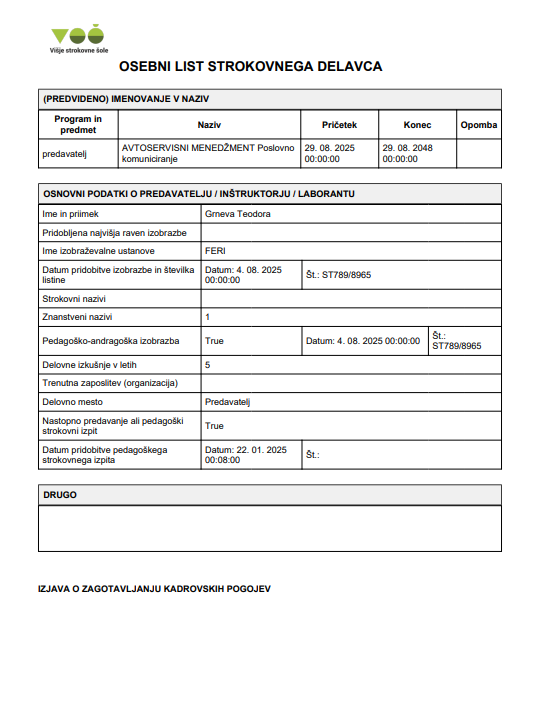 VOŠ
Višje strokovne šole
OSEBNI LIST STROKOVNEGA DELAVCA
(PREDVIDENO) IMENOVANJE V NAZIV
Program in predmet Naziv Pričetek Konec Opomba
predavatelj AVTOSERVISNI MENEDŽMENT Poslovno komuniciranje 29. 08. 2025 00:00:00 29. 08. 2048 00:00:00
OSNOVNI PODATKI O PREDAVATELJU / INŠTRUKTORJU / LABORANTU
Ime in priimek Grneva Teodora
Pridobljena najvišja raven izobrazbe
Ime izobraževalne ustanove FERI
Datum pridobitve izobrazbe in številka listine Datum: 4. 08. 2025 00:00:00 Št.: ST789/8965
Strokovni nazivi
Znanstveni nazivi 1
Pedagoško-andragoška izobrazba True Datum: 4. 08. 2025 00:00:00 Št.: ST789/8965
Delovne izkušnje v letih 5
Trenutna zaposlitev (organizacija)
Delovno mesto Predavatelj
Nastopno predavanje ali pedagoški strokovni izpit True
Datum pridobitve pedagoškega strokovnega izpita Datum: 22. 01. 2025 00:08:00 Št.:
DRUGO
IZJAVA O ZAGOTAVLJANJU KADROVSKIH POGOJEV